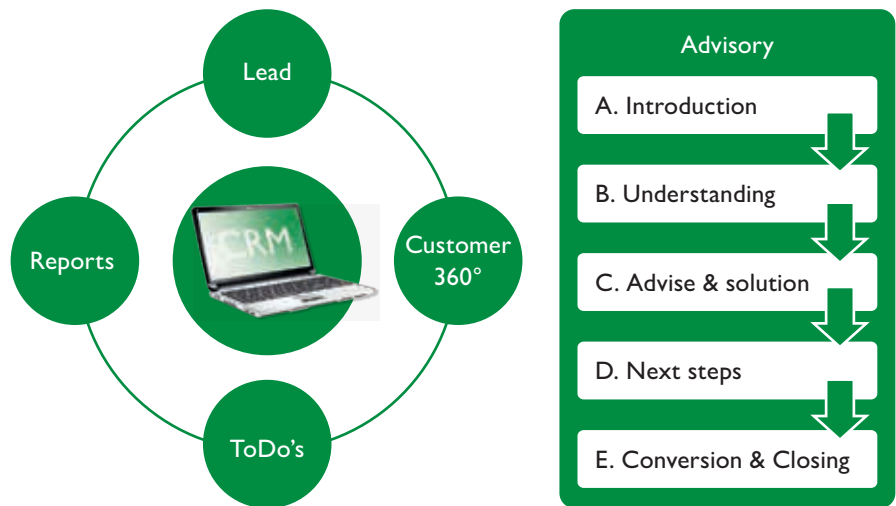 Lead
Reports
CRM
Customer
360°
ToDo’s
Advisory
A. Introduction
B. Understanding
C. Advise & solution
D. Next steps
E. Conversion & Closing